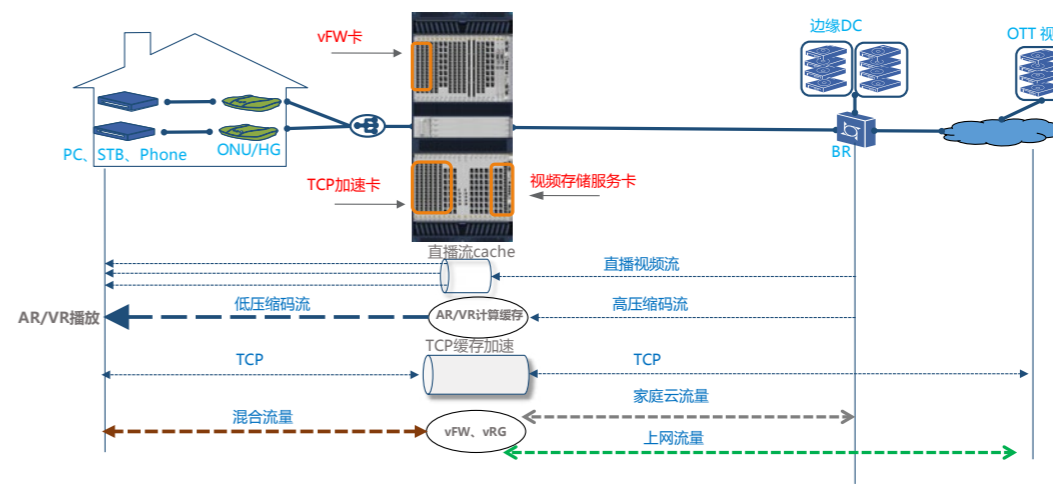 vFW卡
边缘DC
OTT 视
PC、STB、Phone
ONU/HG
BR
TCP加速卡
视频存储服务卡
直播流cache
直播视频流
AR/VR播放
低压缩码流
AR/VR计算缓存
高压缩码流
TCP缓存加速
TCP
TCP
家庭云流量
混合流量
vFW、vRG
上网流量